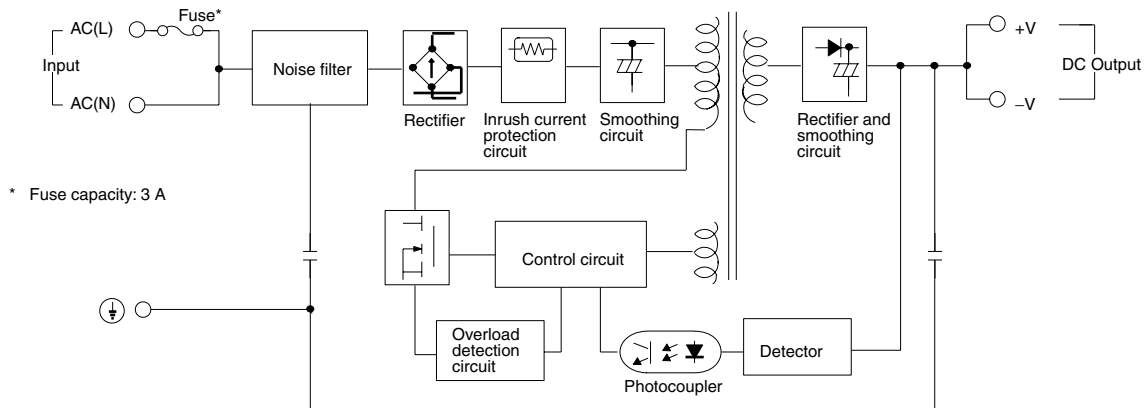 Fuse*
AC(L)
Input
AC(N)
Noise filter
Rectifier
Inrush current
protection
circuit
Smoothing
circuit
Rectifier and
smoothing
circuit
+V
DC Output
–V
* Fuse capacity: 3 A
Control circuit
Overload
detection
circuit
Photocoupler
Detector